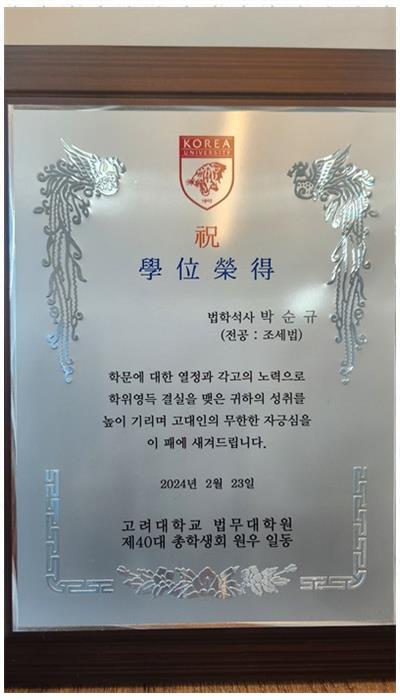 KOREA
UNIVERSITY
1905
祝
學位榮得
법학석사 박순규
(전공 : 조세법)
학문에 대한 열정과 각고의 노력으로
학위영득 결실을 맺은 귀하의 성취를
높이 기리며 고대인의 무한한 자긍심을
이 패에 새겨드립니다.
2024년 2월 23일
고려대학교 법무대학원
제40대 총학생회 원우 일동